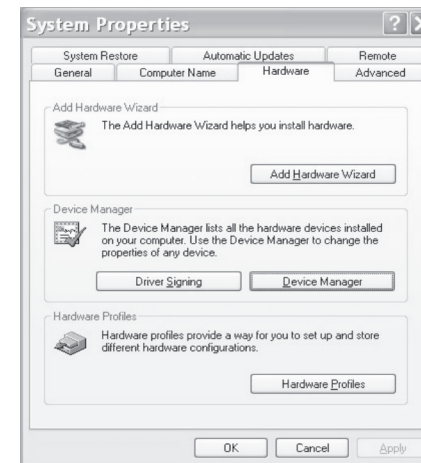 System Properties
System Restore Automatic Updates Remote
General Computer Name Hardware Advanced
Add Hardware Wizard
The Add Hardware Wizard helps you install hardware.
Add Hardware Wizard
Device Manager
The Device Manager lists all the hardware devices installed
on your computer. Use the Device Manager to change the
properties of any device.
Driver Signing Device Manager
Hardware Profiles
Hardware profiles provide a way for you to set up and store
different hardware configurations.
Hardware Profiles
OK Cancel Apply